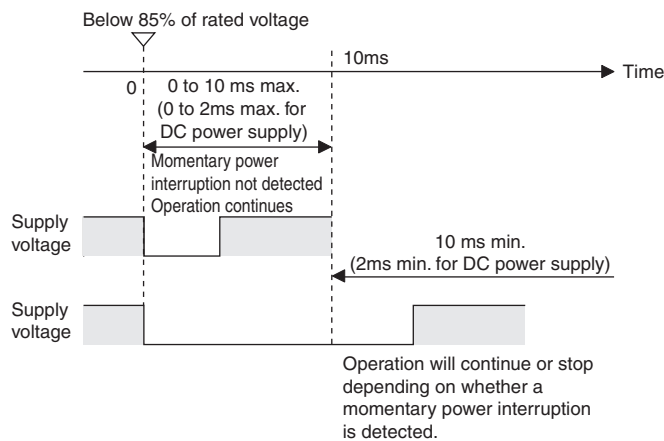 Below 85% of rated voltage
10ms
Time
0
0 to 10 ms max.
(0 to 2ms max. for
DC power supply)
Momentary power
interruption not detected
Operation continues
Supply
voltage
10 ms min.
(2ms min. for DC power supply)
Supply
voltage
Operation will continue or stop
depending on whether a
momentary power interruption
is detected.